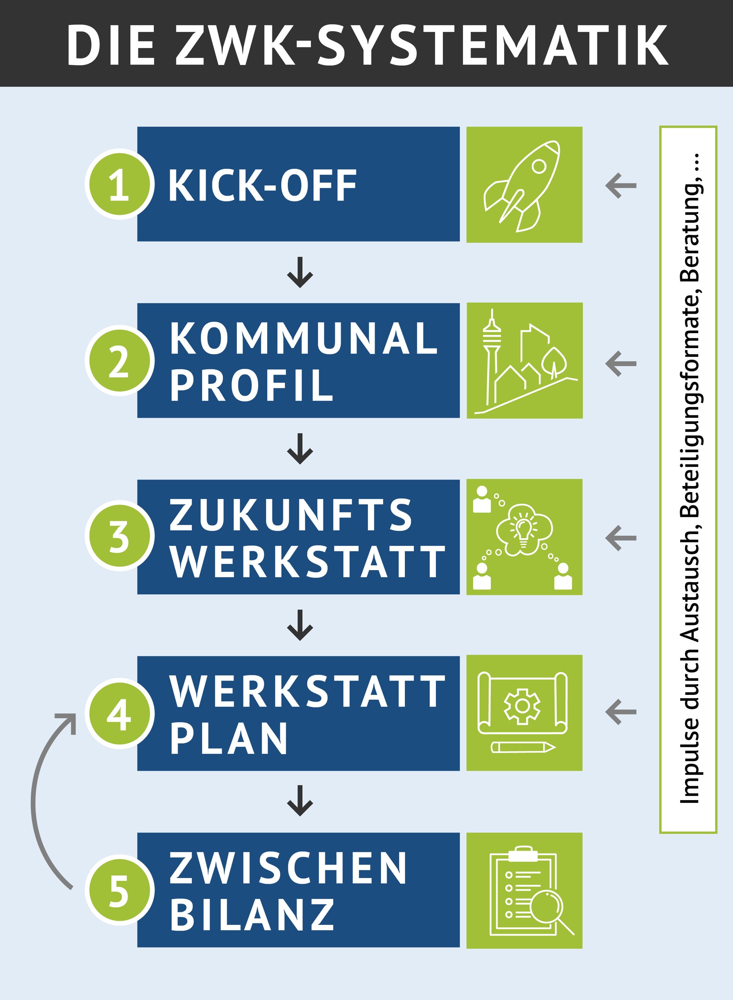 DIE ZWK-SYSTEMATIK
1
KICK-OFF
2
KOMMUNAL
PROFIL
3
ZUKUNFTS
WERKSTATT
4
WERKSTATT
PLAN
5
ZWISCHEN
BILANZ
Impulse durch Austausch, Beteiligungsformate, Beratung, ...